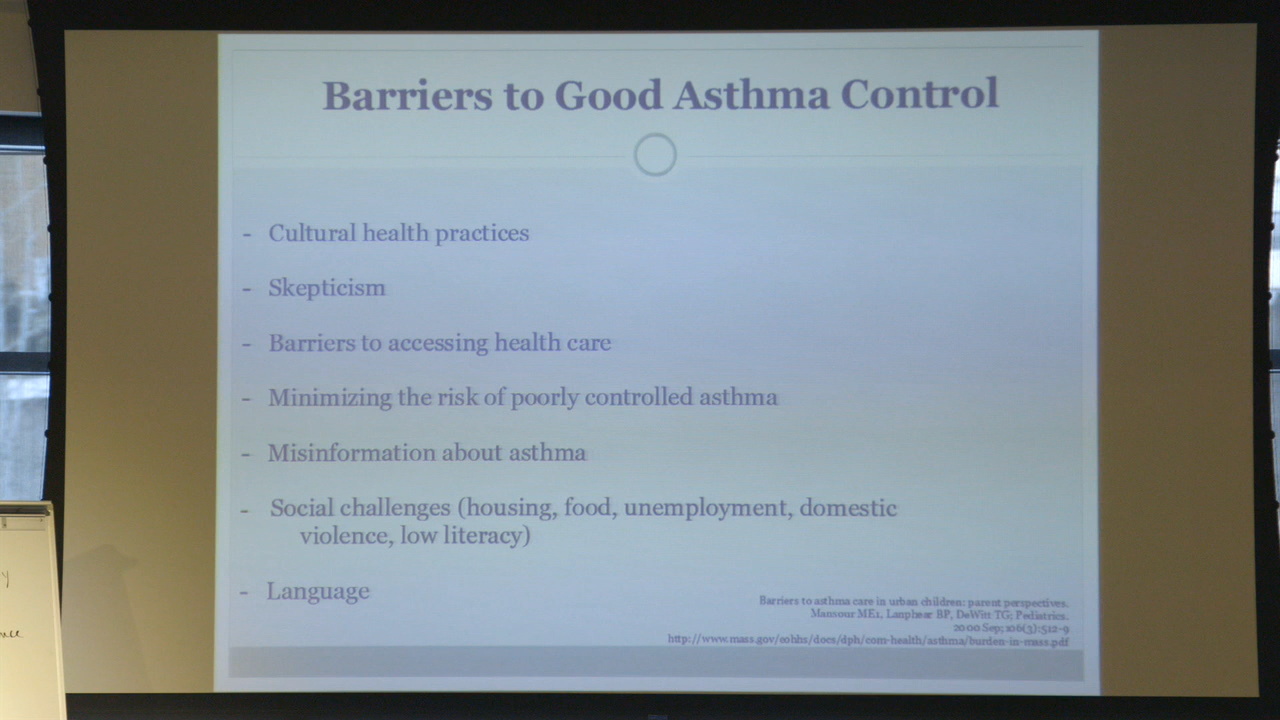 Barriers to Good Asthma Control
- Cultural health practices
- Skepticism
- Barriers to accessing health care
- Minimizing the risk of poorly controlled asthma
- Misinformation about asthma
- Social challenges (housing, food, unemployment, domestic
violence, low literacy)
- Language
Barriers to asthma care in urban children: parent perspectives.
Mansour ME1, Lanphear BP, DeWitt TG; Pediatrics.
2000 Sep; 106(3):512-9
http://www.mass.gov/eohhs/docs/dph/com-health/asthma/burden-in-mass.pdf